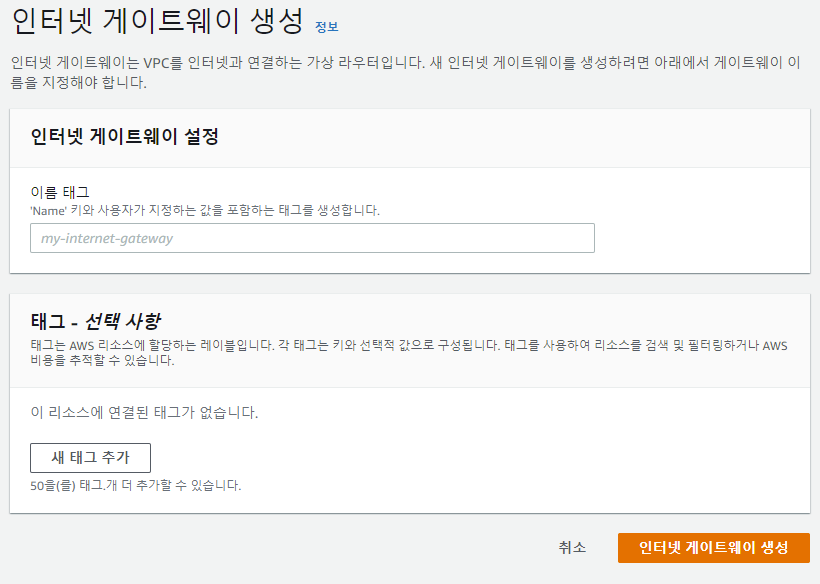 인터넷 게이트웨이 생성 정보
인터넷 게이트웨이는 VPC를 인터넷과 연결하는 가상 라우터입니다. 새 인터넷 게이트웨이를 생성하려면 아래에서 게이트웨이 이
름을 지정해야 합니다.
인터넷 게이트웨이 설정
이름 태그
'Name' 키와 사용자가 지정하는 값을 포함하는 태그를 생성합니다.
my-internet-gateway
태그 - 선택 사항
태그는 AWS 리소스에 할당하는 레이블입니다. 각 태그는 키와 선택적 값으로 구성됩니다. 태그를 사용하여 리소스를 검색 및 필터링하거나 AWS
비용을 추적할 수 있습니다.
이 리소스에 연결된 태그가 없습니다.
새 태그 추가
50을(를) 태그.개 더 추가할 수 있습니다.
취소 인터넷 게이트웨이 생성